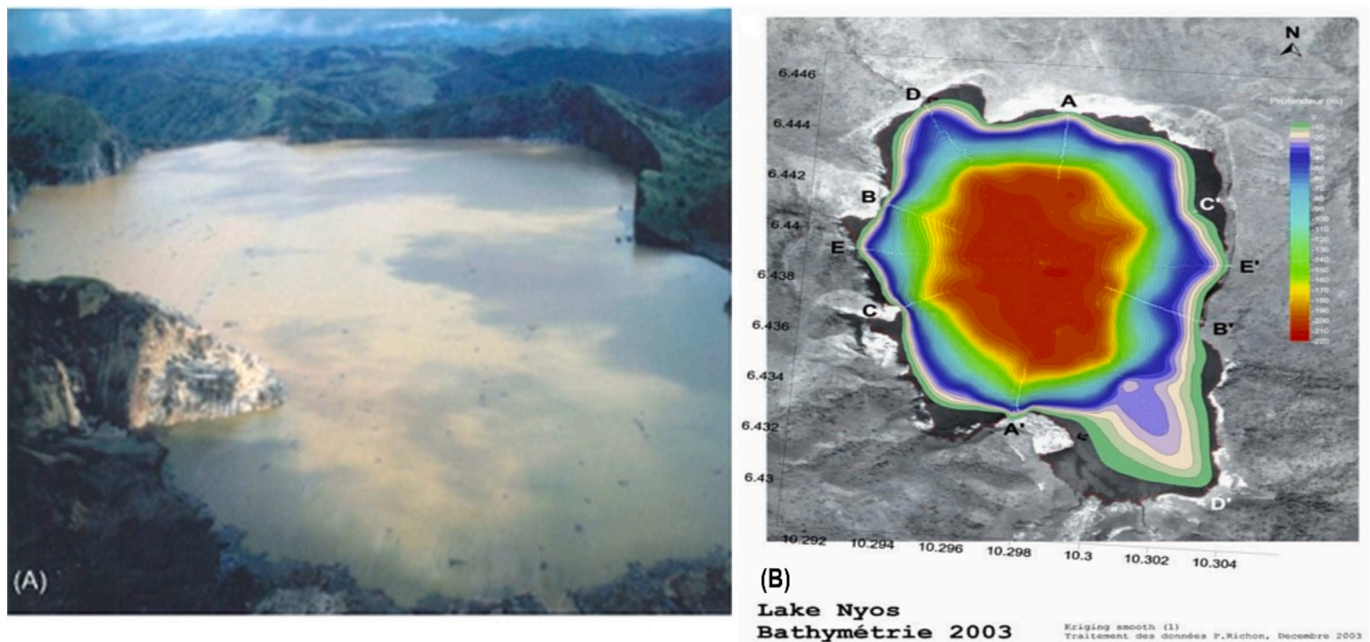 (A)
N
6.446
6.444
6.442
6.44
6.438
6.436
6.434
6.432
6.43
D
A
B
C'
E
E'
C
B'
A'
D'
Profondeur (m)
10.292
10.294
10.296
10.298
10.3
10.302
10.304
(B)
Lake Nyos
Bathymétrie 2003
Kriging smooth (1)
Traitement des données P.Richon, Decembre